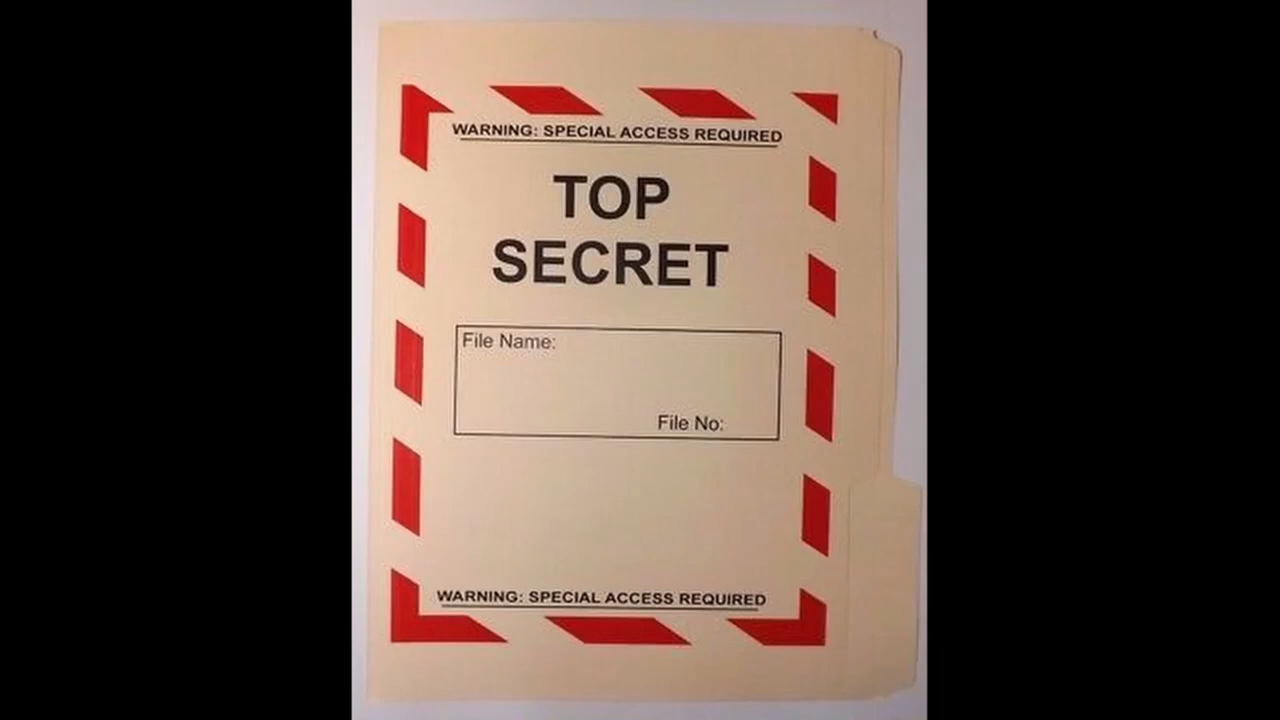 WARNING: SPECIAL ACCESS REQUIRED
TOP
SECRET
File Name:
File No:
WARNING: SPECIAL ACCESS REQUIRED